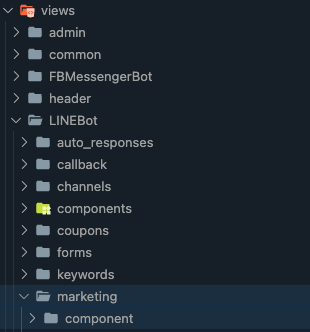 views
admin
common
FBMessengerBot
header
LINEBot
auto_responses
callback
channels
components
coupons
forms
keywords
marketing
component